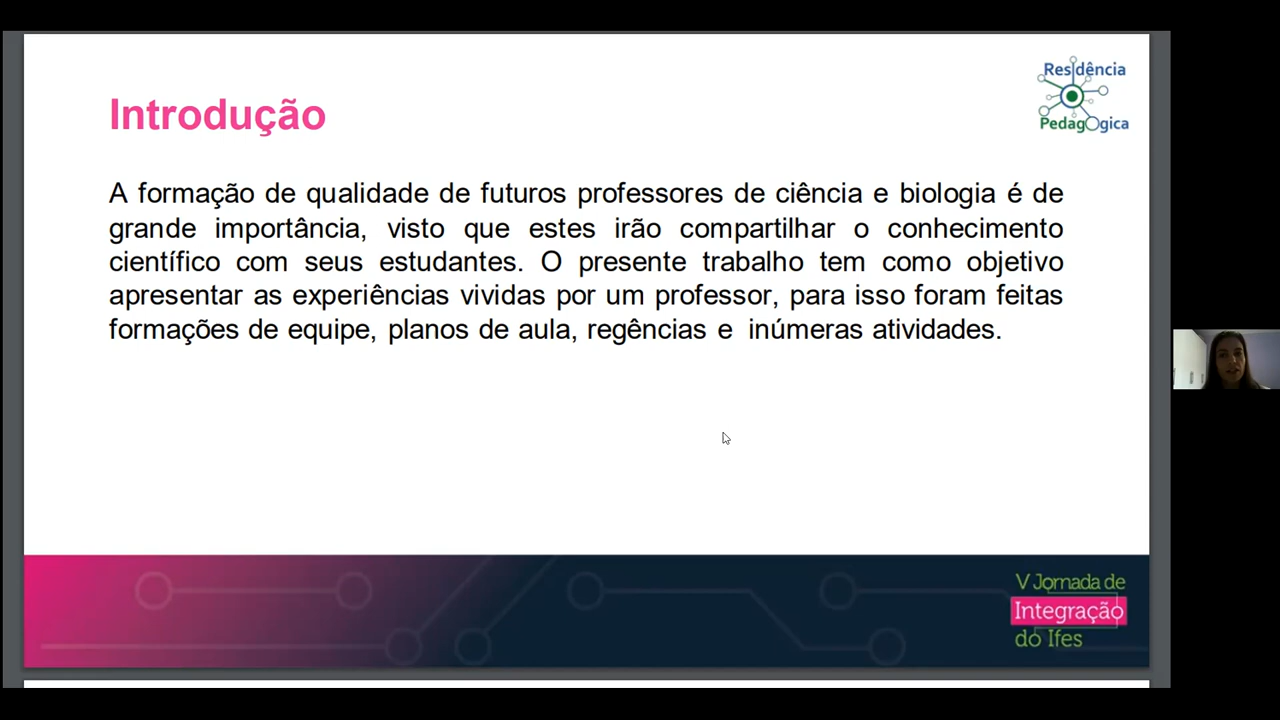 Residência
PedagOgica
Introdução
A formação de qualidade de futuros professores de ciência e biologia é de
grande importância, visto que estes irão compartilhar o conhecimento
científico com seus estudantes. O presente trabalho tem como objetivo
apresentar as experiências vividas por um professor, para isso foram feitas
formações de equipe, planos de aula, regências e inúmeras atividades.
V Jornada de
Integração
do Ifes